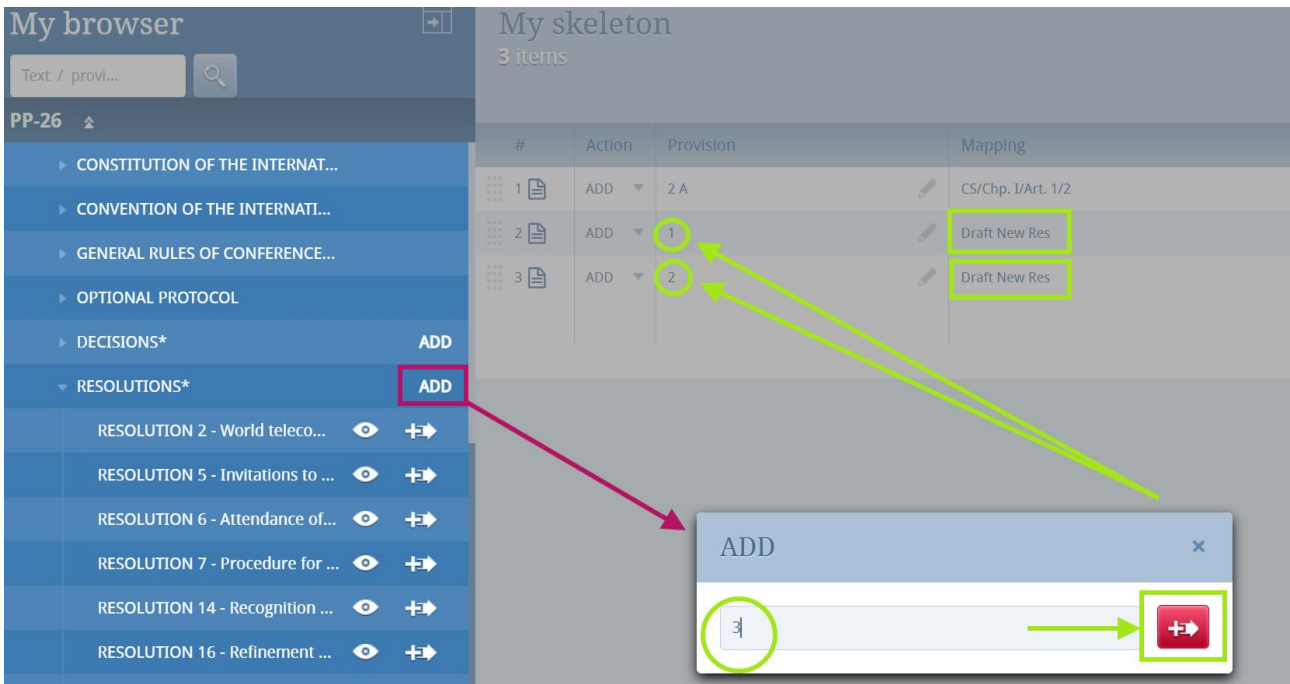 My browser
Text / provi...
PP-26
CONSTITUTION OF THE INTERNAT...
CONVENTION OF THE INTERNATI...
GENERAL RULES OF CONFERENCE...
OPTIONAL PROTOCOL
DECISIONS* ADD
RESOLUTIONS* ADD
RESOLUTION 2 - World teleco...
RESOLUTION 5 - Invitations to ...
RESOLUTION 6 - Attendance of...
RESOLUTION 7 - Procedure for ...
RESOLUTION 14 - Recognition ...
RESOLUTION 16 - Refinement ...
My skeleton
3 items
# Action Provision Mapping
1 ADD 2 A CS/Chp. I/Art. 1/2
2 ADD 1 Draft New Res
3 ADD 2 Draft New Res
ADD ×
3